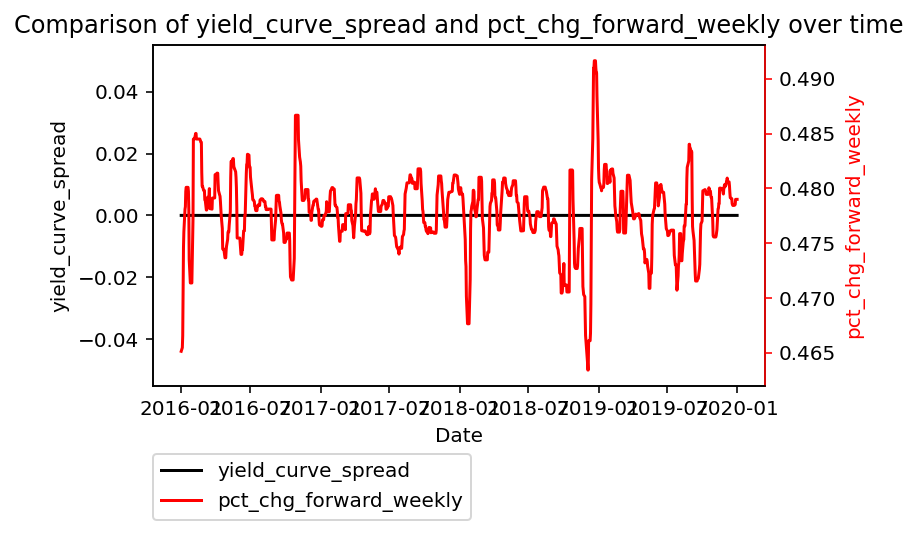 Comparison of yield_curve_spread and pct_chg_forward_weekly over time
0.04
0.02
0.00
−0.02
−0.04
yield_curve_spread
0.490
0.485
0.480
0.475
0.470
0.465
pct_chg_forward_weekly
2016-01 2016-07 2017-01 2017-07 2018-01 2018-07 2019-01 2019-07 2020-01
Date
yield_curve_spread
pct_chg_forward_weekly